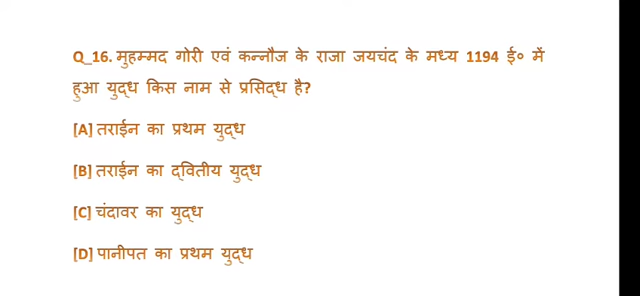 Q_16. मुहम्मद गोरी एवं कन्नौज के राजा जयचंद के मध्य 1194 ई० में
हुआ युद्ध किस नाम से प्रसिद्ध है?
[A] तराईन का प्रथम युद्ध
[B] तराईन का द्वितीय युद्ध
[C] चंदावर का युद्ध
[D] पानीपत का प्रथम युद्ध